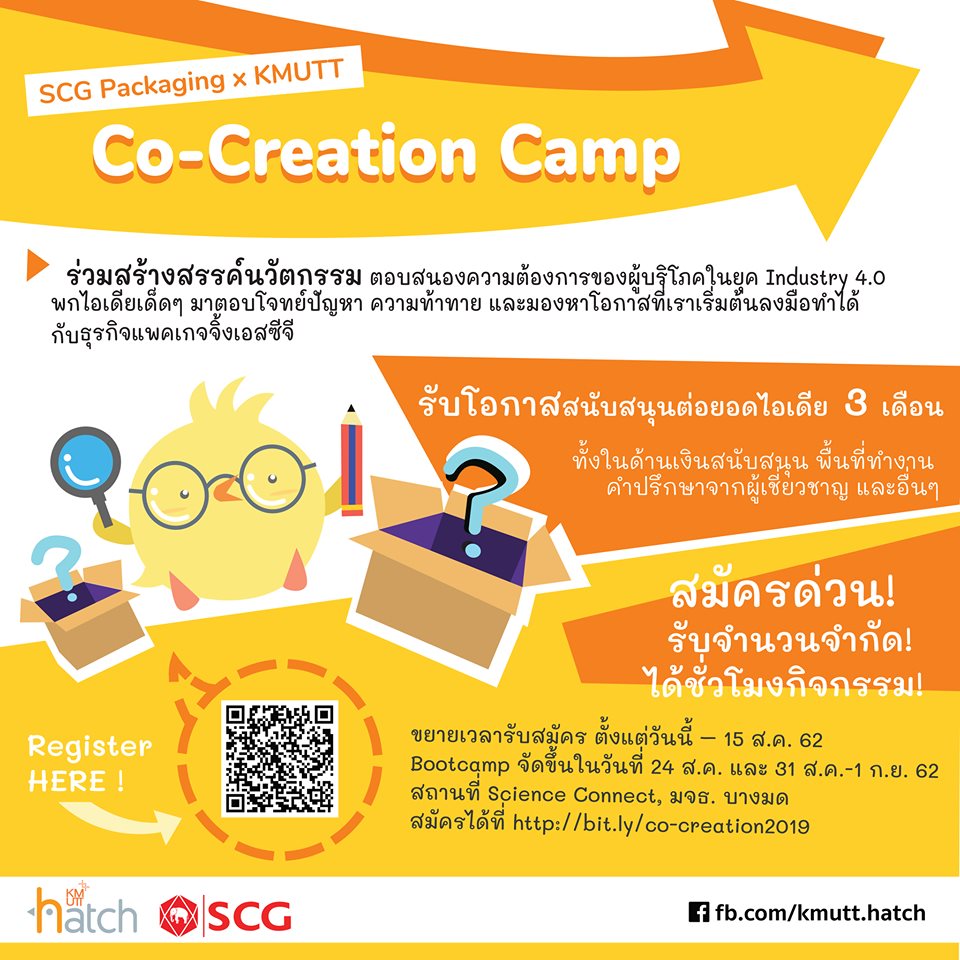 SCG Packaging x KMUTT
Co-Creation Camp
ร่วมสร้างสรรค์นวัตกรรม ตอบสนองความต้องการของผู้บริโภคในยุค Industry 4.0
พกไอเดียเด็ดๆ มาตอบโจทย์ปัญหา ความท้าทาย และมองหาโอกาสที่เราเริ่มต้นลงมือทำได้
กับธุรกิจแพคเกจจิ้งเอสซีจี
รับโอกาสสนับสนุนต่อยอดไอเดีย 3 เดือน
ทั้งในด้านเงินสนับสนุน พื้นที่ทำงาน
คำปรึกษาจากผู้เชี่ยวชาญ และอื่นๆ
?
?
สมัครด่วน!
รับจำนวนจำกัด!
ได้ชั่วโมงกิจกรรม!
Register
HERE !
ขยายเวลารับสมัคร ตั้งแต่วันนี้ – 15 ส.ค. 62
Bootcamp จัดขึ้นในวันที่ 24 ส.ค. และ 31 ส.ค.-1 ก.ย. 62
สถานที่ Science Connect, มจธ. บางมด
สมัครได้ที่ http://bit.ly/co-creation2019
KM
UTT
hatch
SCG
f fb.com/kmutt.hatch